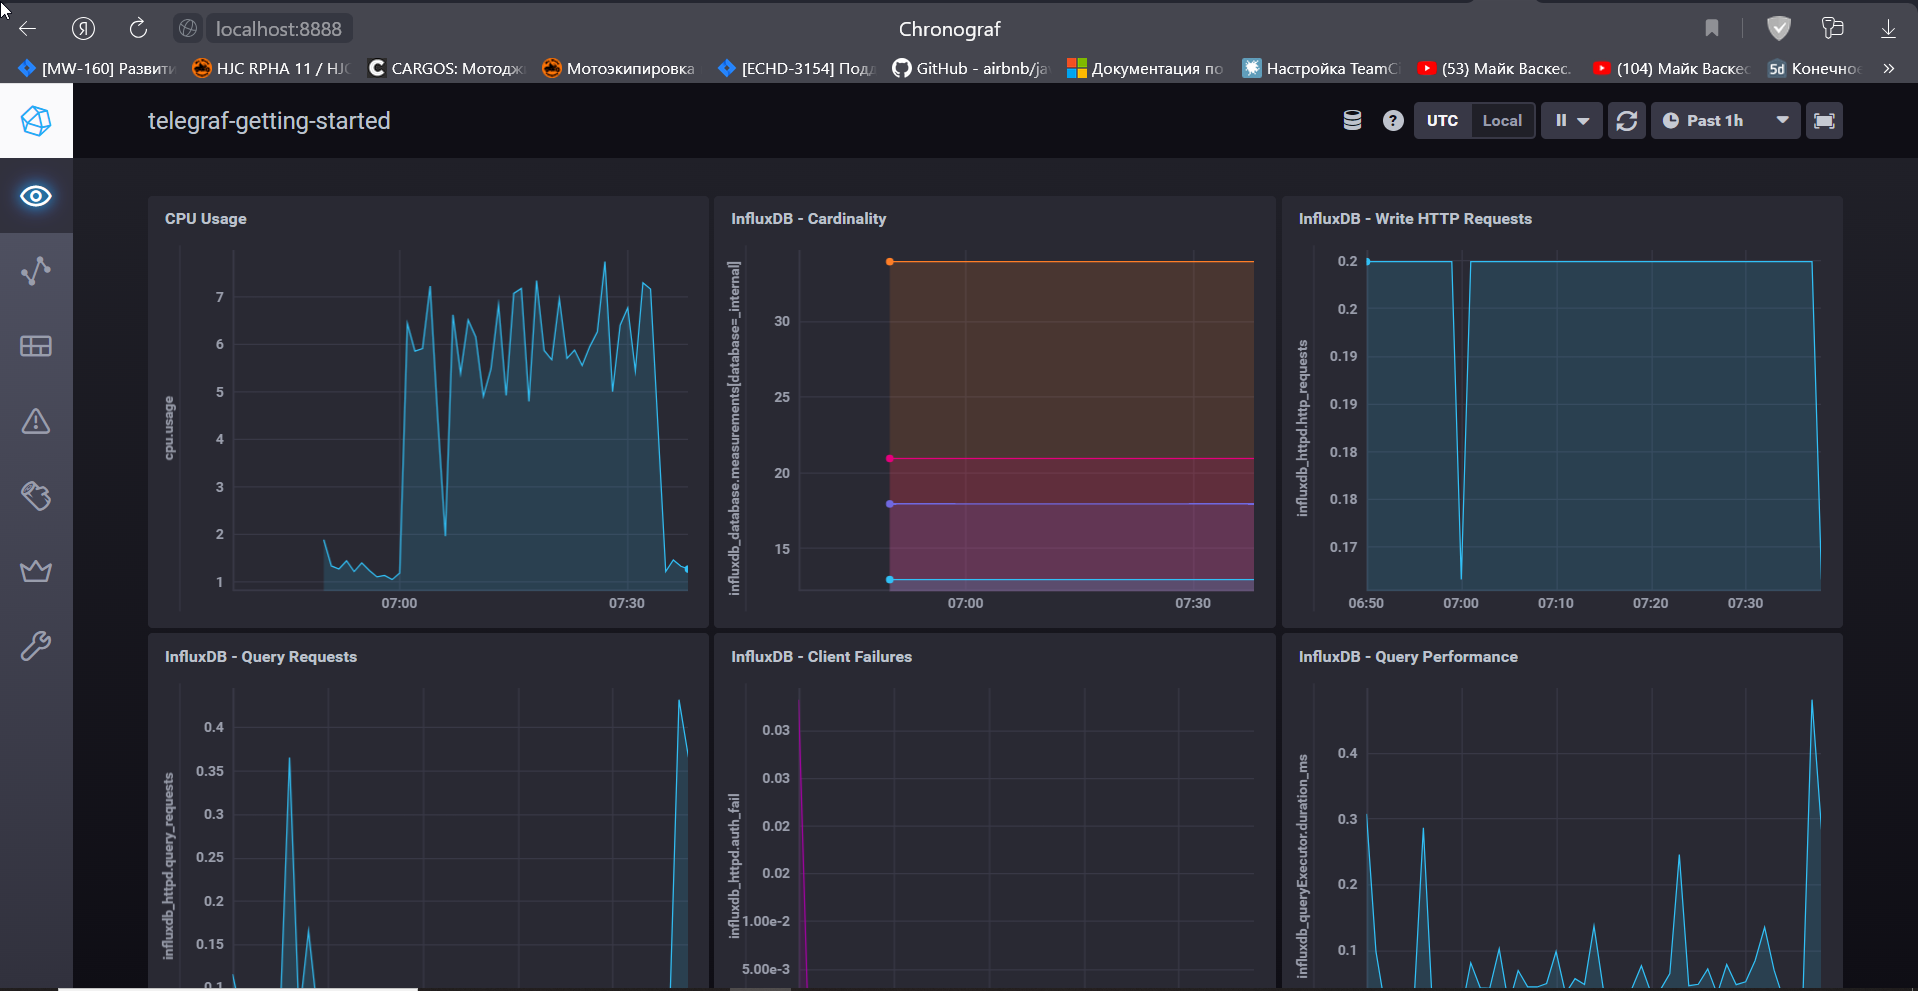 Я localhost:8888 Chronograf
[MW-160] Развити HJC RPHA 11 / HJC CARGOS: Мотодж Мотоэкипировка [ECHD-3154] Под GitHub - airbnb/ja Документация по Настройка TeamC (53) Майк Васкес. (104) Майк Васкес 5d Конечное »
telegraf-getting-started ? UTC Local Past 1h
CPU Usage
cpu.usage
7
6
5
4
3
2
1
07:00 07:30
InfluxDB - Cardinality
influxdb_database.measurements[database=_internal]
30
25
20
15
07:00 07:30
InfluxDB - Write HTTP Requests
influxdb_httpd.http_requests
0.2
0.2
0.19
0.19
0.18
0.18
0.17
06:50 07:00 07:10 07:20 07:30
InfluxDB - Query Requests
influxdb_httpd.query_requests
0.4
0.35
0.3
0.25
0.2
0.15
0.1
InfluxDB - Client Failures
influxdb_httpd.auth_fail
0.03
0.03
0.02
0.02
1.00e-2
5.00e-3
InfluxDB - Query Performance
influxdb_queryExecutor.duration_ms
0.4
0.3
0.2
0.1